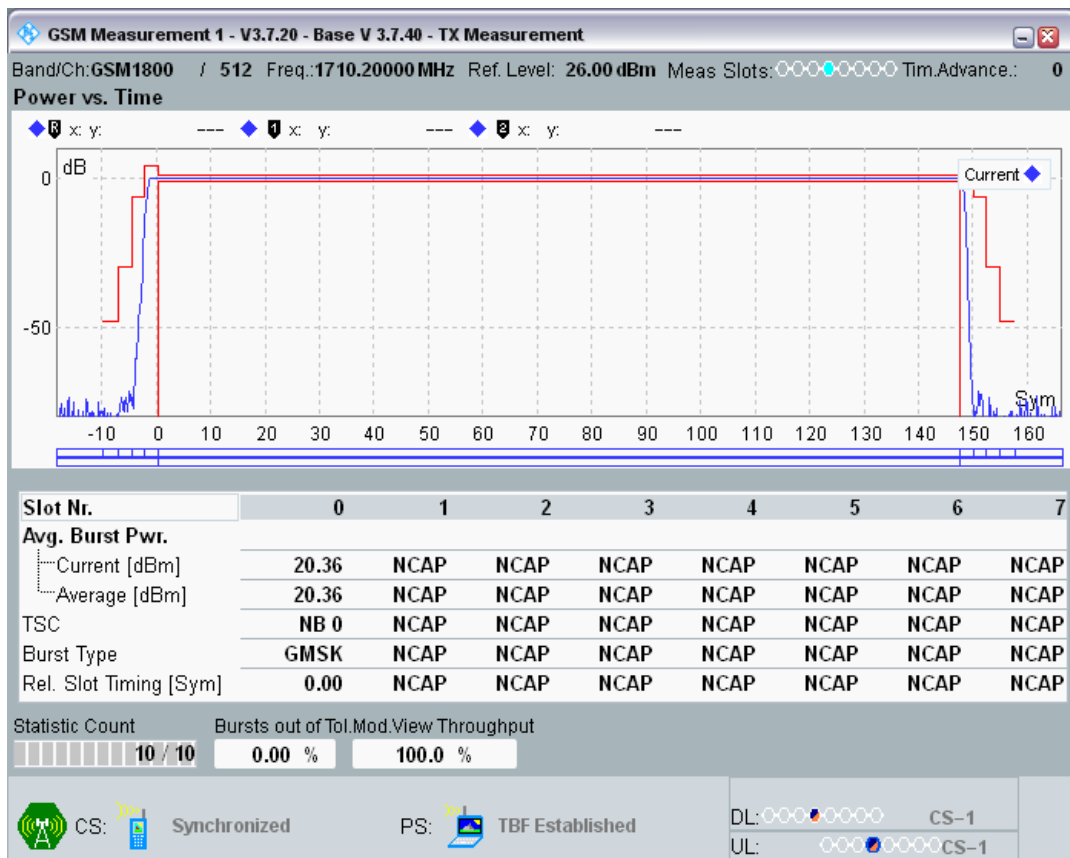 GSM Measurement 1 - V3.7.20 - Base V 3.7.40 - TX Measurement
Band/Ch:GSM1800 / 512 Freq.:1710.20000 MHz Ref. Level: 26.00 dBm Meas Slots: Tim.Advance.: 0
Power vs. Time
R x: y: --- 1 x: y: --- 2 x: y: ---
dB
Current
0
-50
Sym
-10 0 10 20 30 40 50 60 70 80 90 100 110 120 130 140 150 160
Slot Nr. 0 1 2 3 4 5 6 7
Avg. Burst Pwr.
Current [dBm] 20.36 NCAP NCAP NCAP NCAP NCAP NCAP NCAP
Average [dBm] 20.36 NCAP NCAP NCAP NCAP NCAP NCAP NCAP
TSC NB 0 NCAP NCAP NCAP NCAP NCAP NCAP NCAP
Burst Type GMSK NCAP NCAP NCAP NCAP NCAP NCAP NCAP
Rel. Slot Timing [Sym] 0.00 NCAP NCAP NCAP NCAP NCAP NCAP NCAP
Statistic Count Bursts out of Tol.Mod.View Throughput
10 / 10 0.00 % 100.0 %
CS: Synchronized PS: TBF Established
DL: CS-1
UL: CS-1